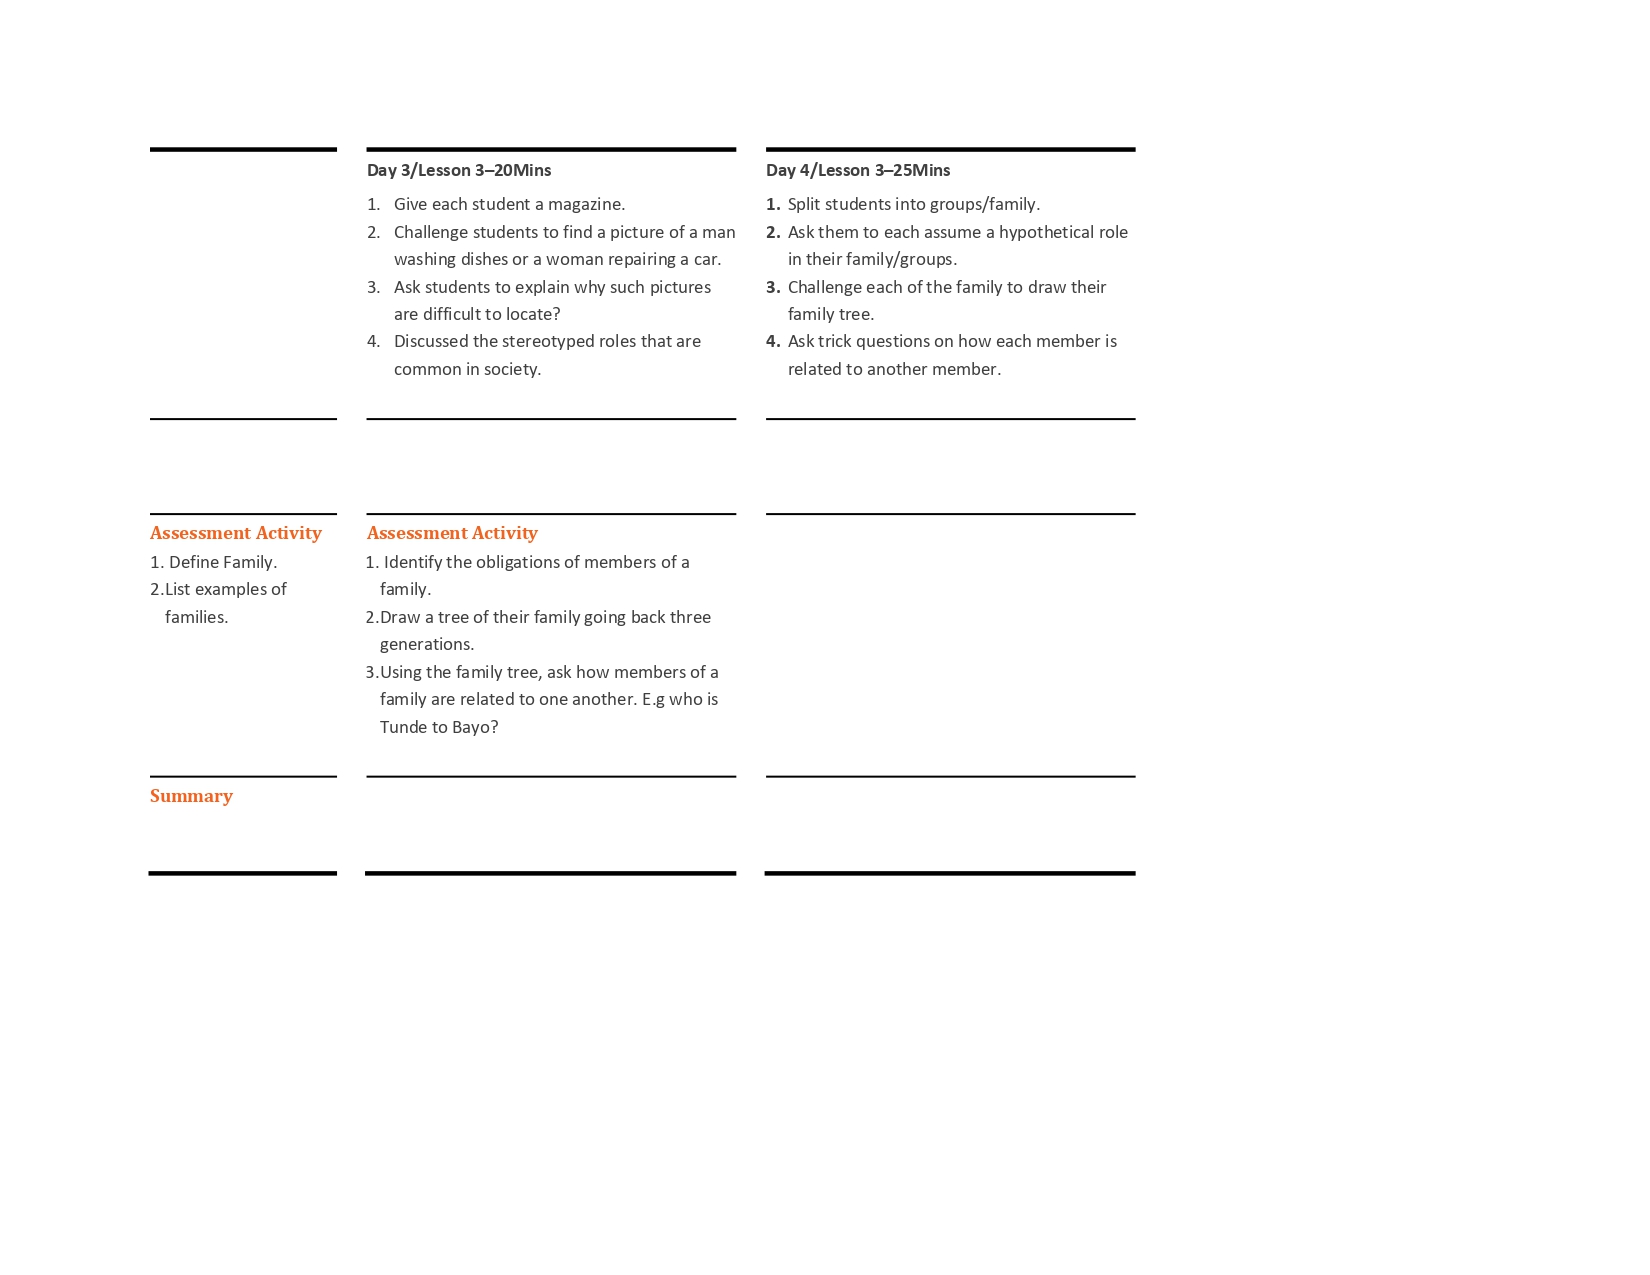 Day 3/Lesson 3–20Mins
1. Give each student a magazine.
2. Challenge students to find a picture of a man
washing dishes or a woman repairing a car.
3. Ask students to explain why such pictures
are difficult to locate?
4. Discussed the stereotyped roles that are
common in society.
Day 4/Lesson 3–25Mins
1. Split students into groups/family.
2. Ask them to each assume a hypothetical role
in their family/groups.
3. Challenge each of the family to draw their
family tree.
4. Ask trick questions on how each member is
related to another member.
Assessment Activity
1. Define Family.
2.List examples of
families.
Assessment Activity
1. Identify the obligations of members of a
family.
2.Draw a tree of their family going back three
generations.
3.Using the family tree, ask how members of a
family are related to one another. E.g who is
Tunde to Bayo?
Summary